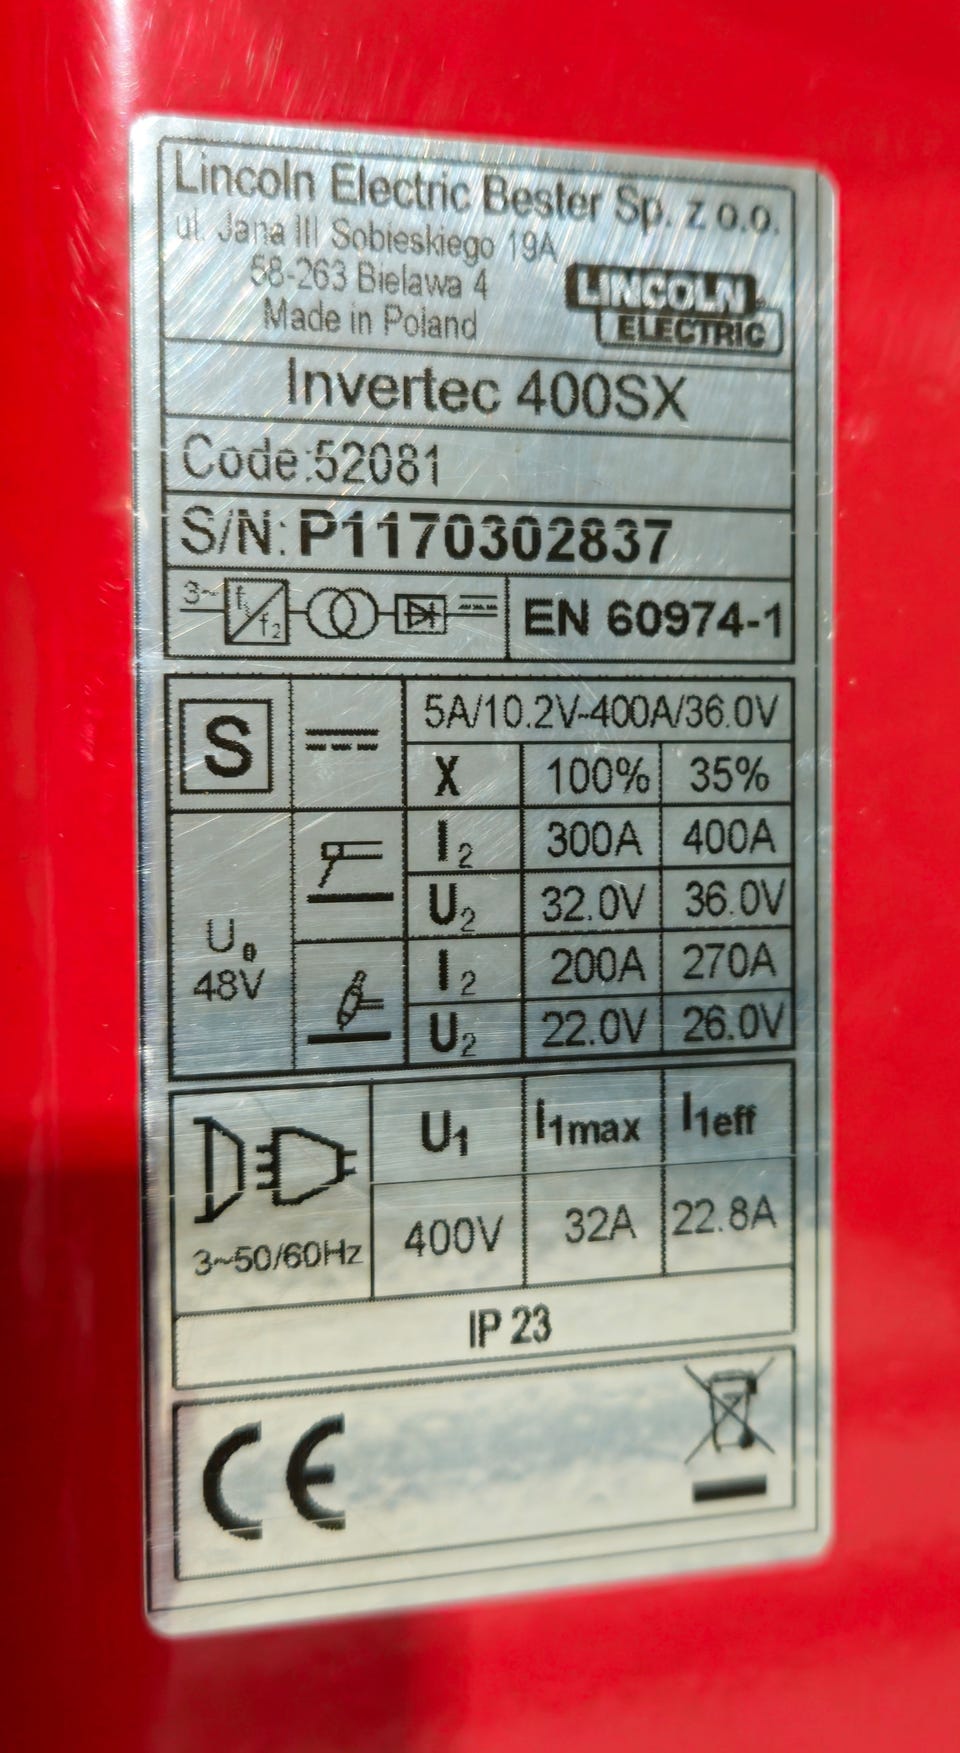 Lincoln Electric Bester Sp. z o.o.
ul. Jana III Sobieskiego 19A
58-263 Bielawa 4
Made in Poland
LINCOLN
ELECTRIC
Invertec 400SX
Code:52081
S/N: P1170302837
3~ f1 f2 EN 60974-1
S 5A/10.2V-400A/36.0V
X 100% 35%
I2 300A 400A
U2 32.0V 36.0V
U0
48V
I2 200A 270A
U2 22.0V 26.0V
U1 I1max I1eff
400V 32A 22.8A
3~50/60Hz
IP 23
CE